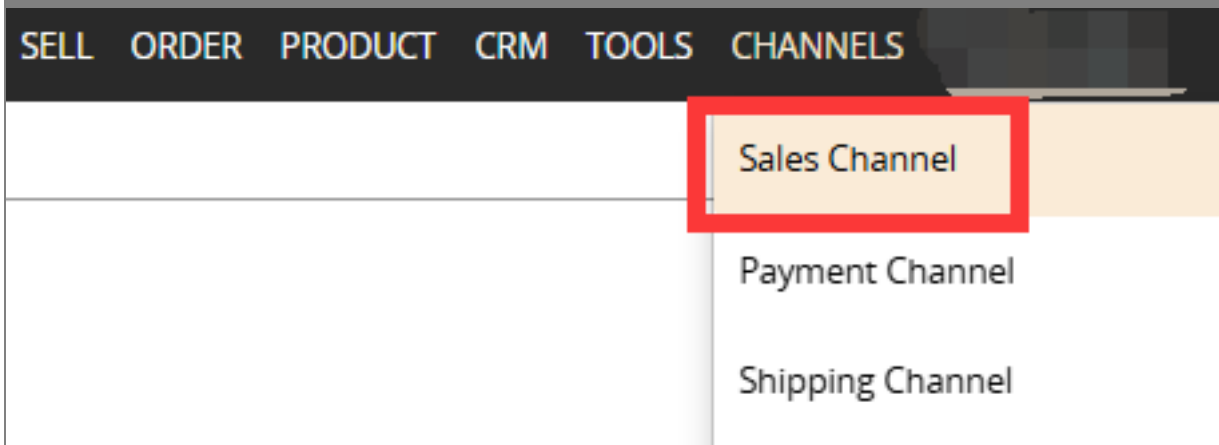 SELL ORDER PRODUCT CRM TOOLS CHANNELS
Sales Channel
Payment Channel
Shipping Channel